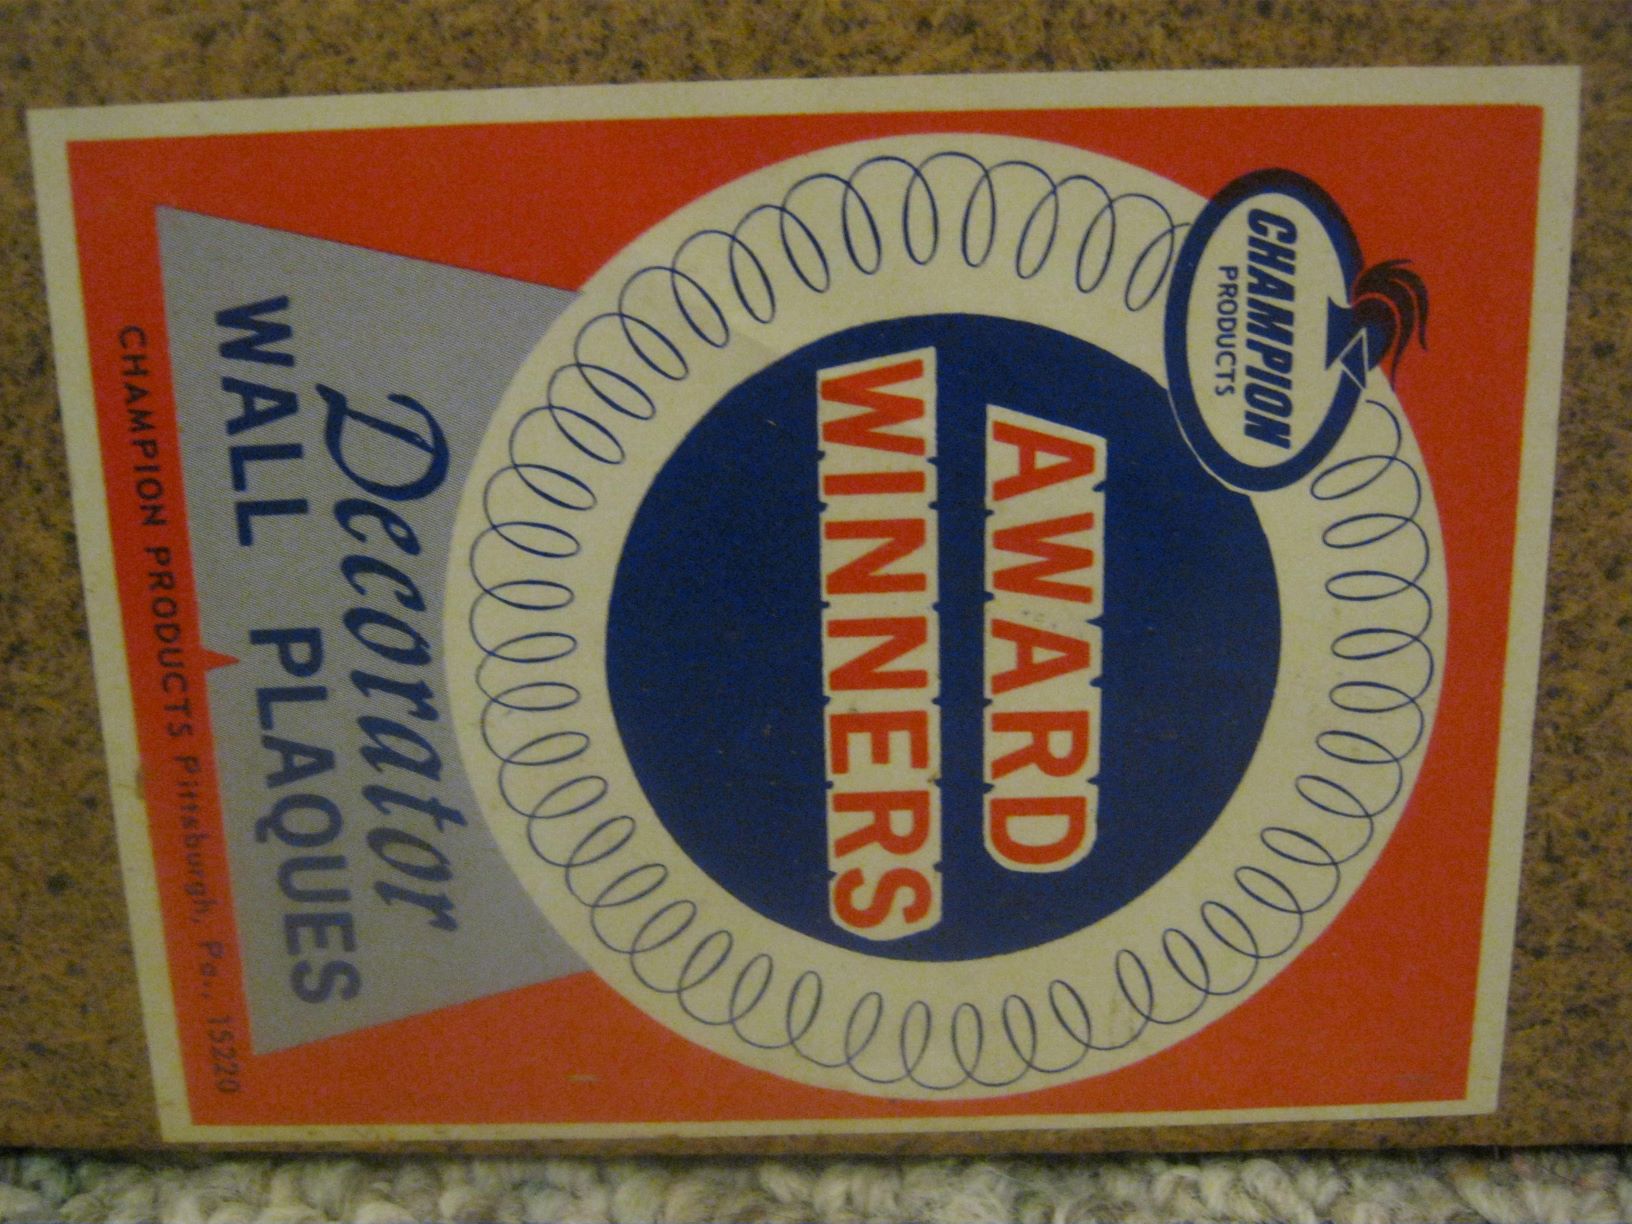 CHAMPION
PRODUCTS
AWARD
WINNERS
Decorator
WALL PLAQUES
CHAMPION PRODUCTS Pittsburgh, Pa., 15220